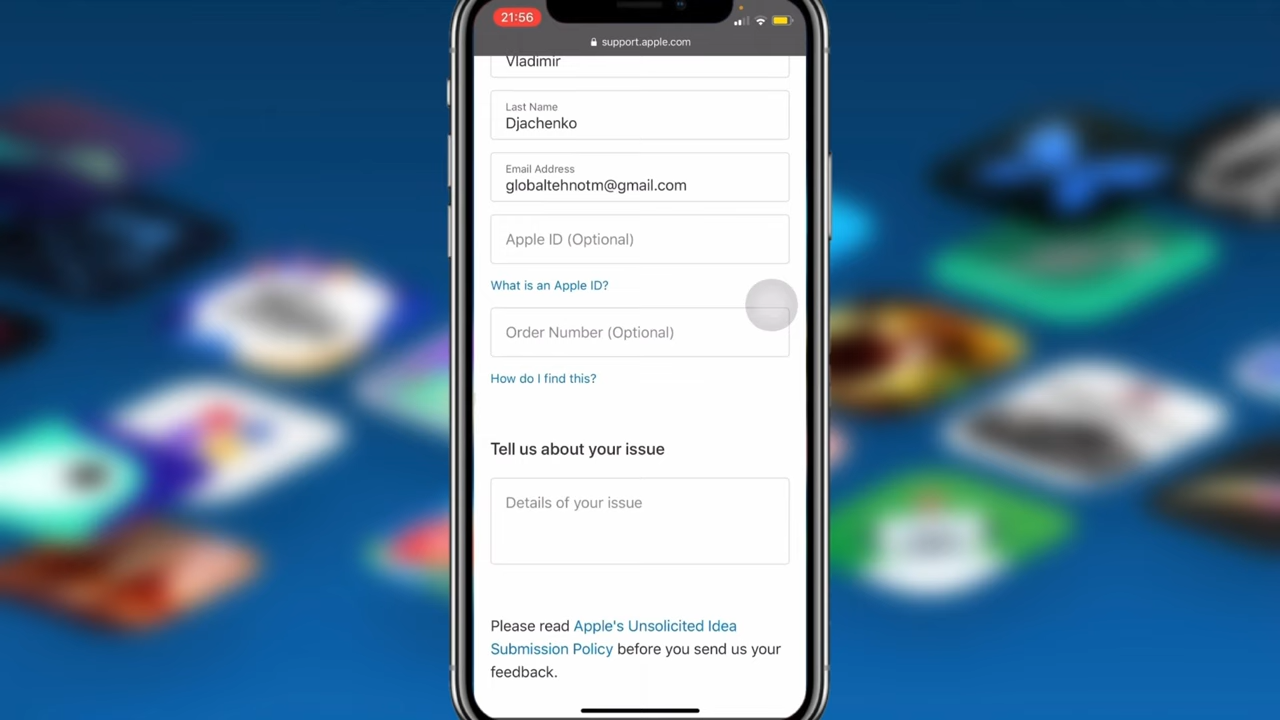 21:56
support.apple.com
Vladimir
Last Name
Djachenko
Email Address
globaltehnotm@gmail.com
Apple ID (Optional)
What is an Apple ID?
Order Number (Optional)
How do I find this?
Tell us about your issue
Details of your issue
Please read Apple's Unsolicited Idea
Submission Policy before you send us your
feedback.